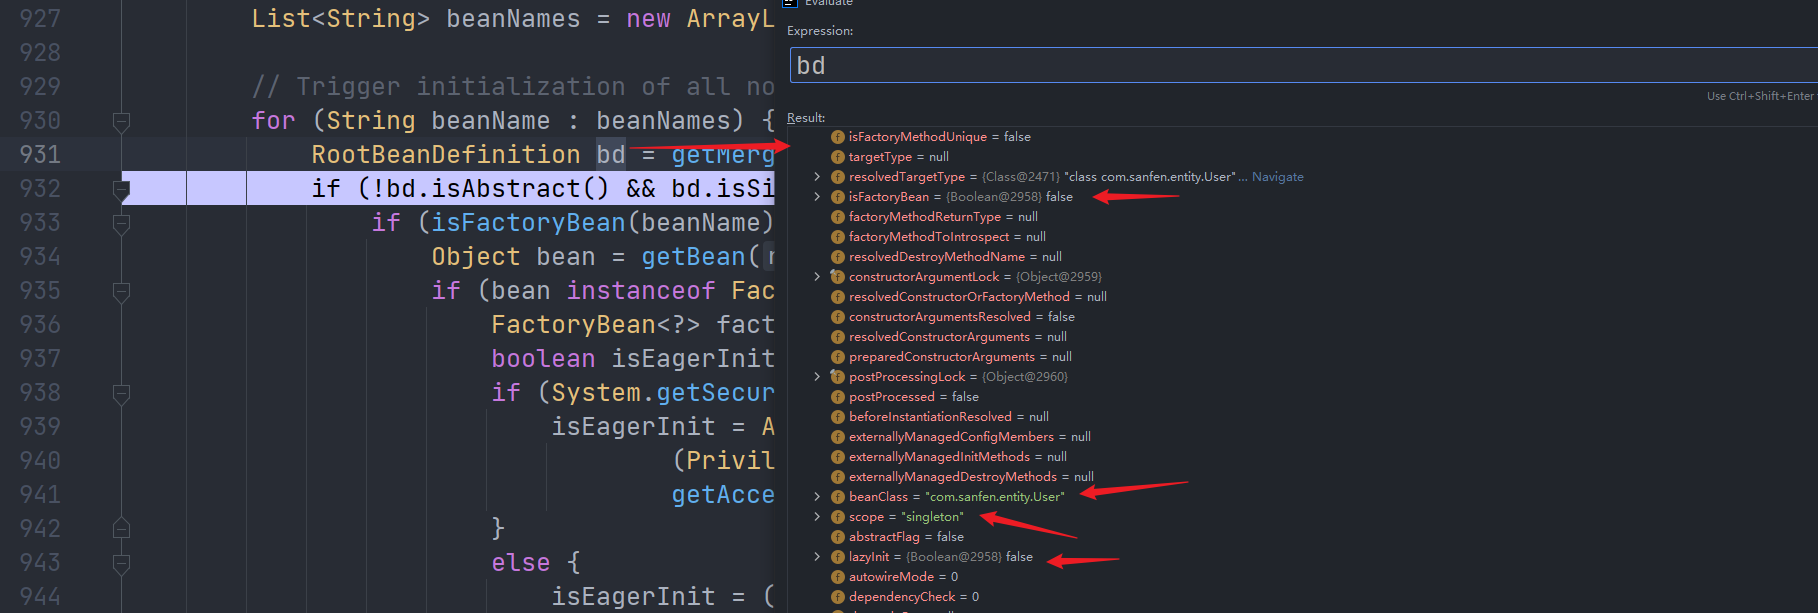 927 List<String> beanNames = new ArrayL
928
929 // Trigger initialization of all no
930 for (String beanName : beanNames) {
931 RootBeanDefinition bd = getMerg
932 if (!bd.isAbstract() && bd.isSi
933 if (isFactoryBean(beanName)
934 Object bean = getBean(
935 if (bean instanceof Fac
936 FactoryBean<?> fact
937 boolean isEagerInit
938 if (System.getSecur
939 isEagerInit = A
940 (Privil
941 getAcce
942 }
943 else {
944 isEagerInit = (
Evaluate
Expression:
bd
Use Ctrl+Shift+Enter
Result:
isFactoryMethodUnique = false
targetType = null
resolvedTargetType = {Class@2471} "class com.sanfen.entity.User"... Navigate
isFactoryBean = {Boolean@2958} false
factoryMethodReturnType = null
factoryMethodToIntrospect = null
resolvedDestroyMethodName = null
constructorArgumentLock = {Object@2959}
resolvedConstructorOrFactoryMethod = null
constructorArgumentsResolved = false
resolvedConstructorArguments = null
preparedConstructorArguments = null
postProcessingLock = {Object@2960}
postProcessed = false
beforeInstantiationResolved = null
externallyManagedConfigMembers = null
externallyManagedInitMethods = null
externallyManagedDestroyMethods = null
beanClass = "com.sanfen.entity.User"
scope = "singleton"
abstractFlag = false
lazyInit = {Boolean@2958} false
autowireMode = 0
dependencyCheck = 0